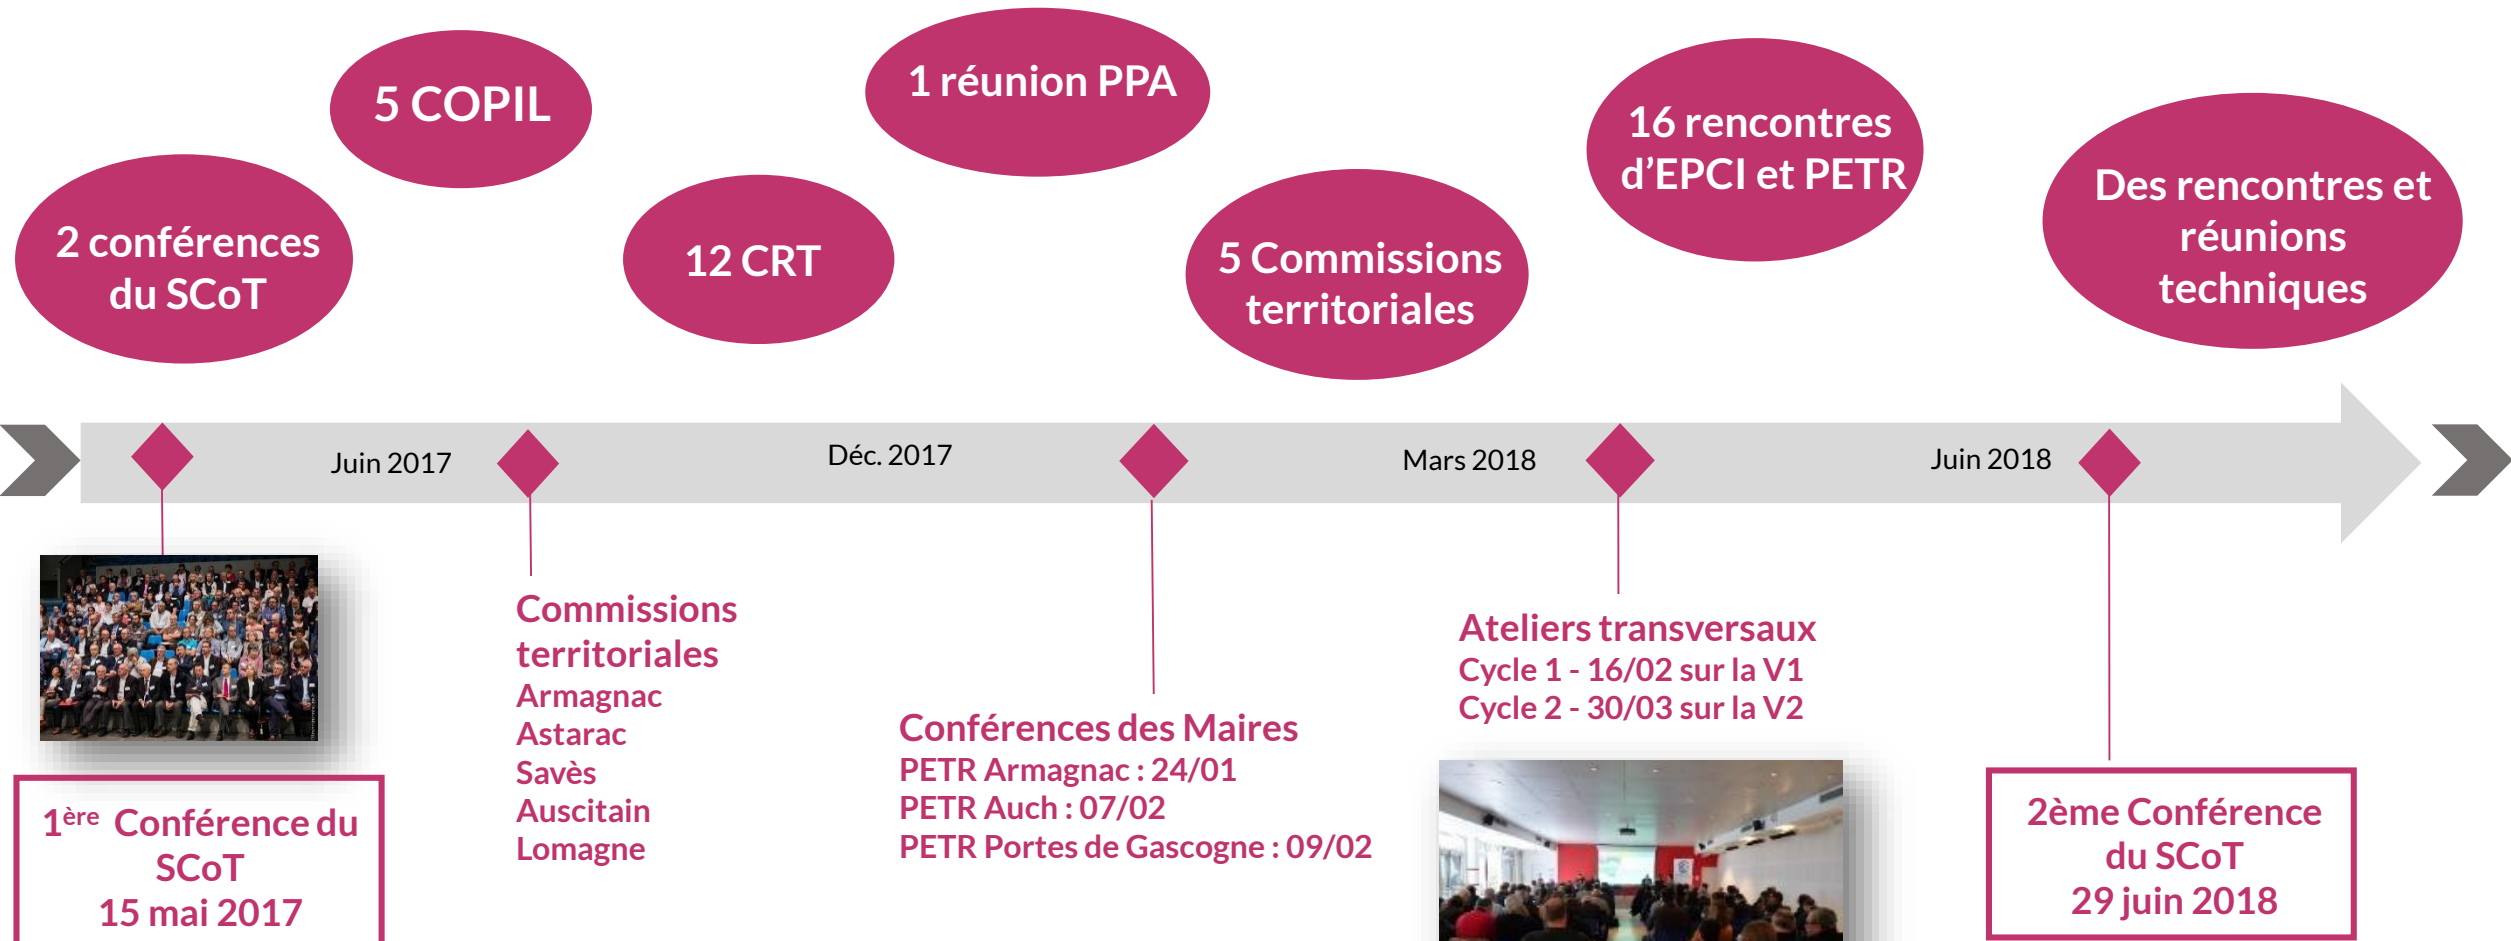 5 COPIL
1 réunion PPA
16 rencontres
d'EPCI et PETR
2 conférences
du SCoT
12 CRT
5 Commissions
territoriales
Des rencontres et
réunions
techniques
Juin 2017
Déc. 2017
Mars 2018
Juin 2018
1ère Conférence du
SCoT
15 mai 2017
Commissions
territoriales
Armagnac
Astarac
Savès
Auscitain
Lomagne
Conférences des Maires
PETR Armagnac : 24/01
PETR Auch : 07/02
PETR Portes de Gascogne : 09/02
Ateliers transversaux
Cycle 1 - 16/02 sur la V1
Cycle 2 - 30/03 sur la V2
2ème Conférence
du SCoT
29 juin 2018